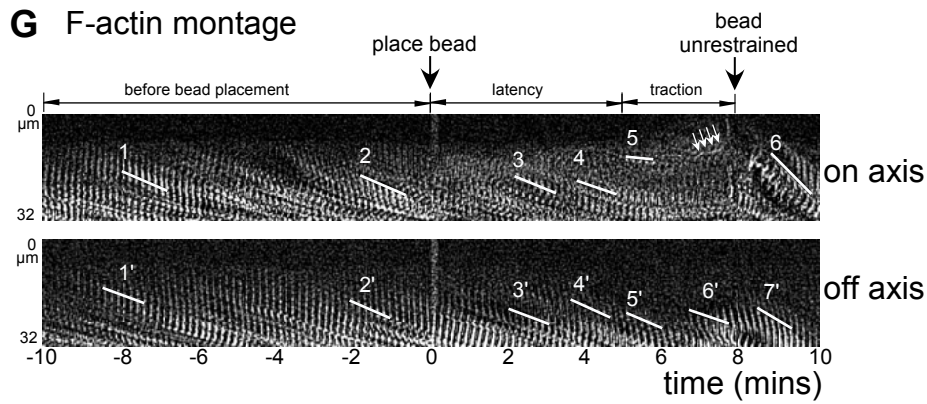 G F-actin montage
place bead
bead
unrestrained
before bead placement
latency
traction
0
µm
32
1
2
3
4
5
6
on axis
0
µm
32
1'
2'
3'
4'
5'
6'
7'
off axis
-10 -8 -6 -4 -2 0 2 4 6 8 10
time (mins)